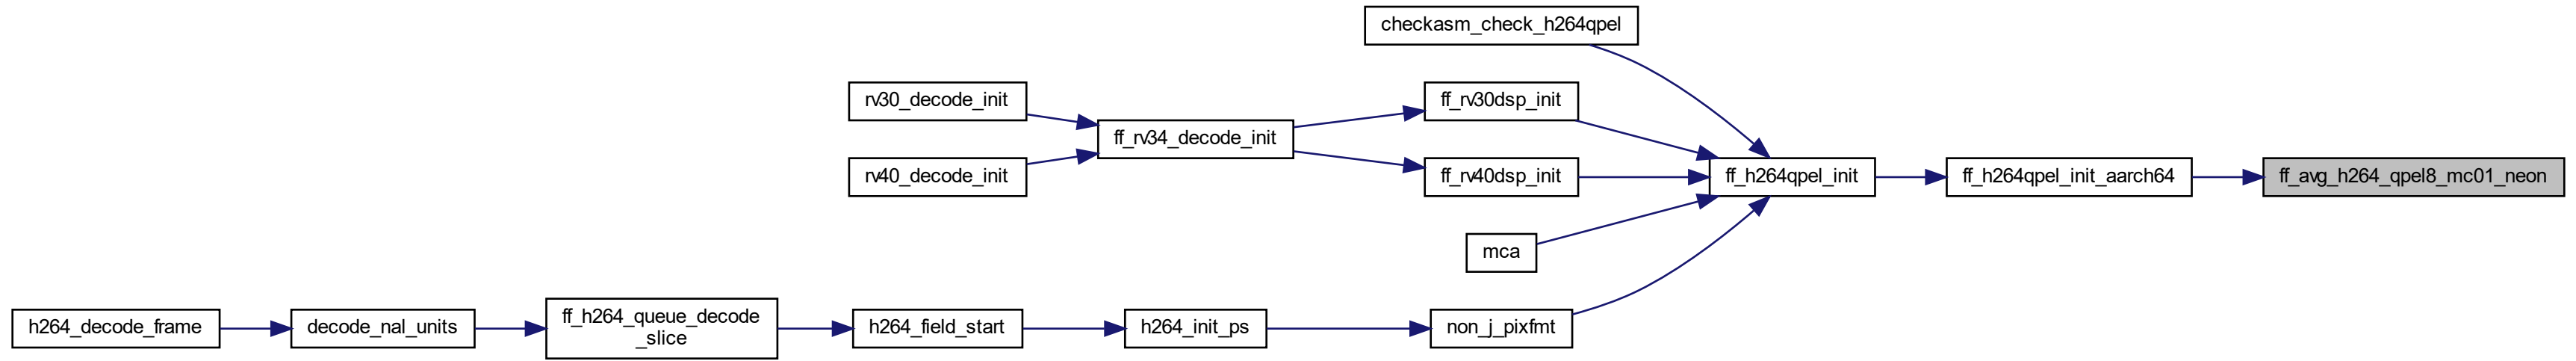 checkasm_check_h264qpel
rv30_decode_init
ff_rv30dsp_init
ff_rv34_decode_init
rv40_decode_init
ff_rv40dsp_init
ff_h264qpel_init
ff_h264qpel_init_aarch64
ff_avg_h264_qpel8_mc01_neon
mca
h264_decode_frame
decode_nal_units
ff_h264_queue_decode
_slice
h264_field_start
h264_init_ps
non_j_pixfmt